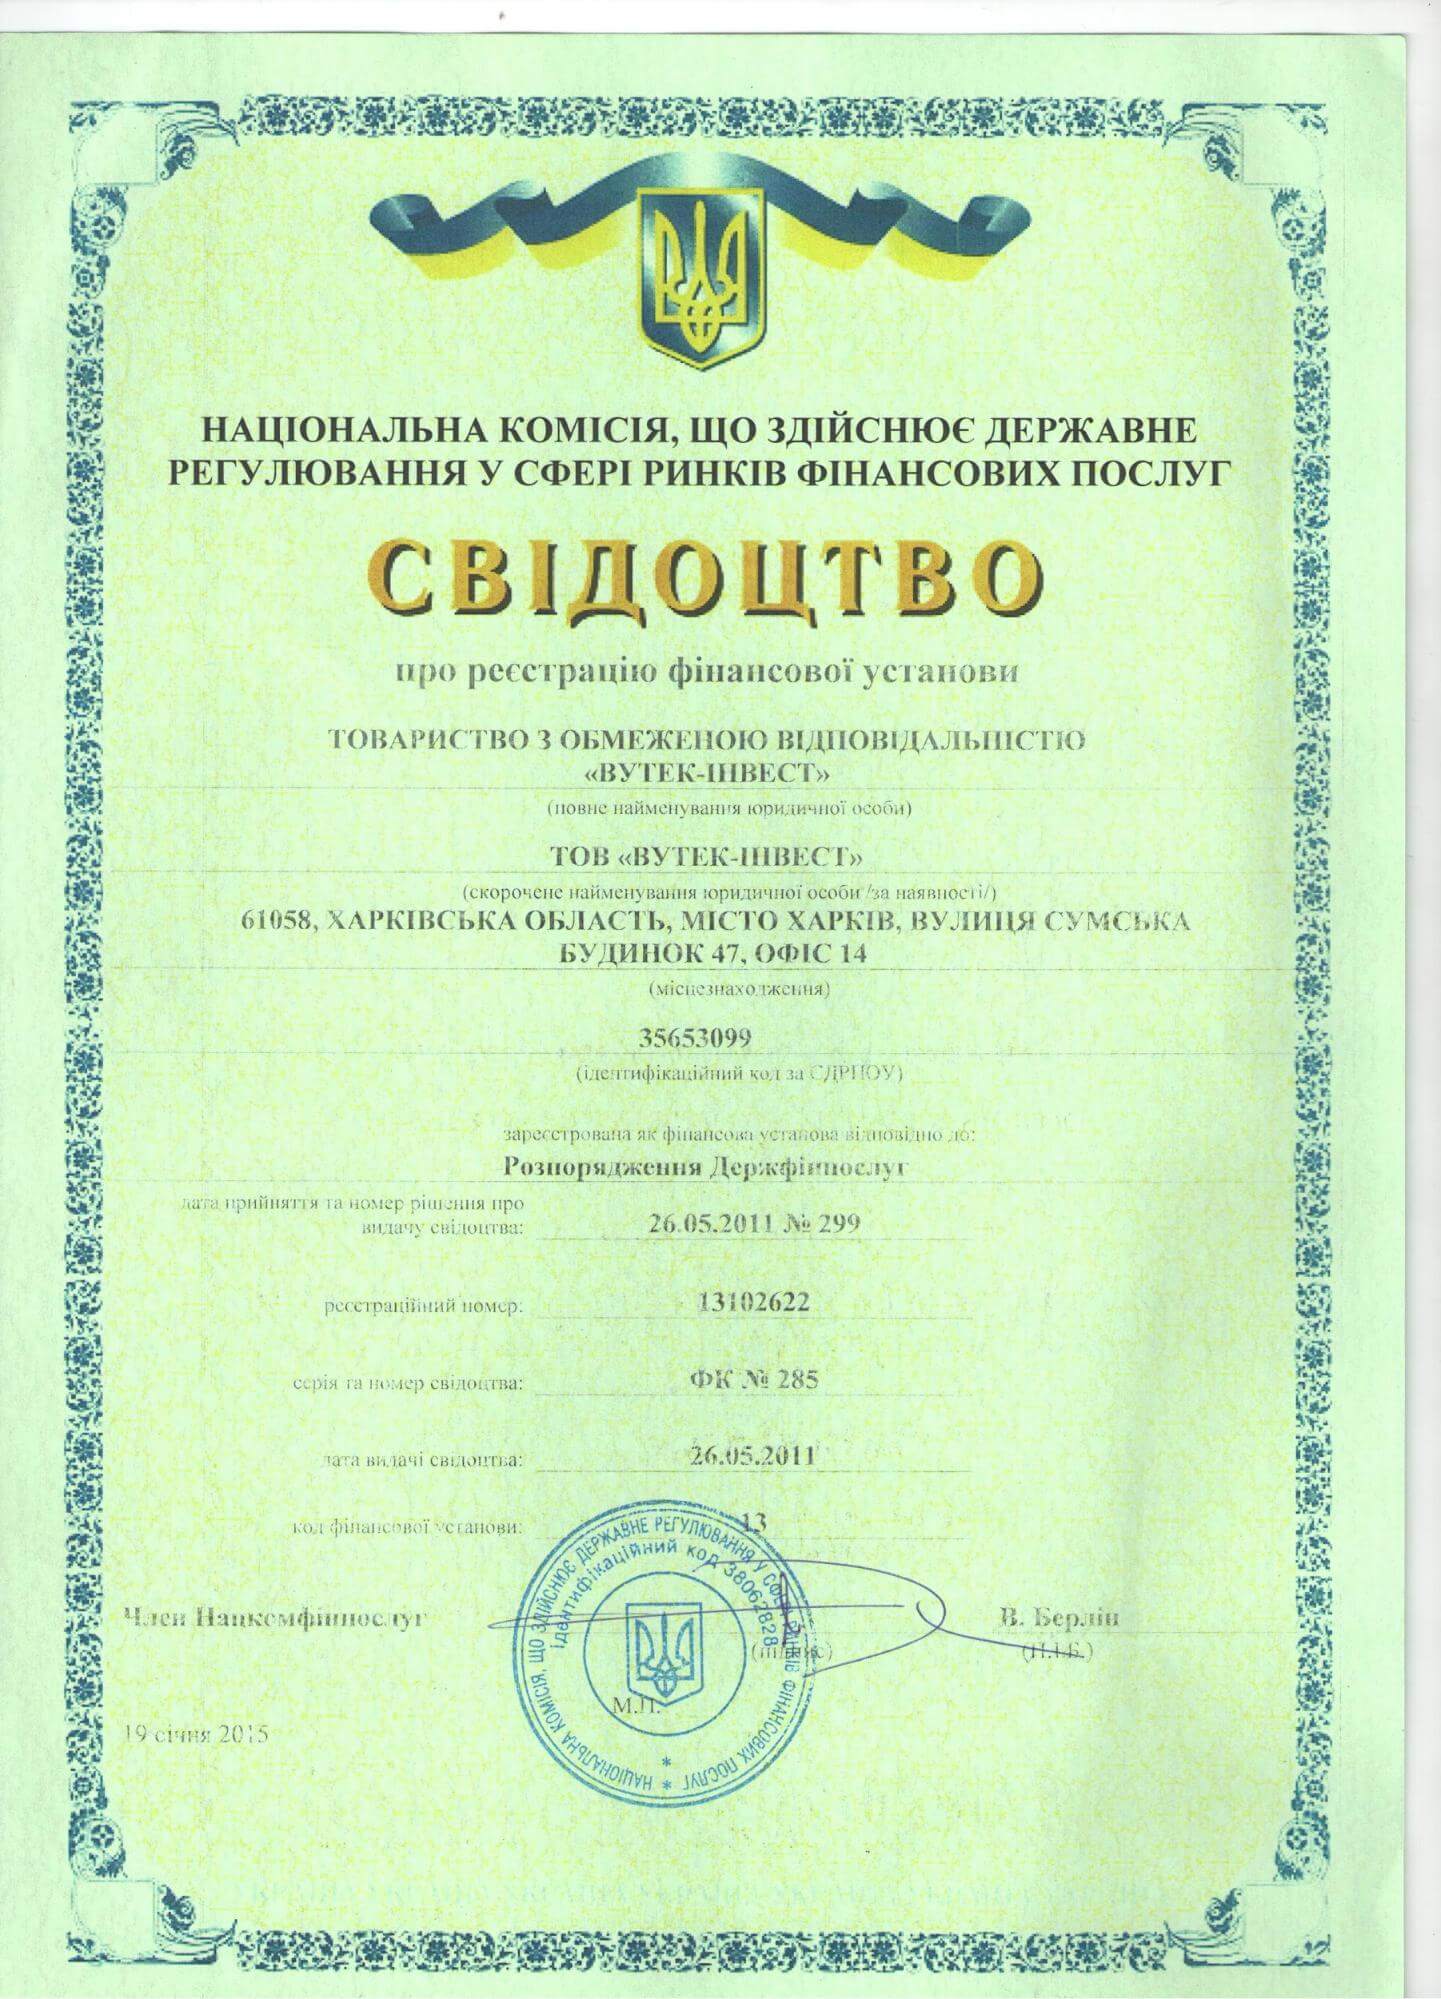 НАЦІОНАЛЬНА КОМІСІЯ, ЩО ЗДІЙСНЮЄ ДЕРЖАВНЕ
РЕГУЛЮВАННЯ У СФЕРІ РИНКІВ ФІНАНСОВИХ ПОСЛУГ
СВІДОЦТВО
про реєстрацію фінансової установи
ТОВАРИСТВО З ОБМЕЖЕНОЮ ВІДПОВІДАЛЬНІСТЮ
«ВУТЕК-ІНВЕСТ»
(повне найменування юридичної особи)
ТОВ «ВУТЕК-ІНВЕСТ»
(скорочене найменування юридичної особи /за наявності/)
61058, ХАРКІВСЬКА ОБЛАСТЬ, МІСТО ХАРКІВ, ВУЛИЦЯ СУМСЬКА
БУДИНОК 47, ОФІС 14
(місцезнаходження)
35653099
(ідентифікаційний код за ЄДРПОУ)
зареєстрована як фінансова установа відповідно до:
Розпорядження Держфінпослуг
дата прийняття та номер рішення про
видачу свідоцтва: 26.05.2011 № 299
реєстраційний номер: 13102622
серія та номер свідоцтва: ФК № 285
дата видачі свідоцтва: 26.05.2011
код фінансової установи: 13
НАЦІОНАЛЬНА КОМІСІЯ, ЩО ЗДІЙСНЮЄ ДЕРЖАВНЕ РЕГУЛЮВАННЯ У СФЕРІ РИНКІВ ФІНАНСОВИХ ПОСЛУГ
ідентифікаційний код 38062828
Член Нацкомфінпослуг В. Берлін
(підпис) (П.І.Б.)
М.П.
19 січня 2015